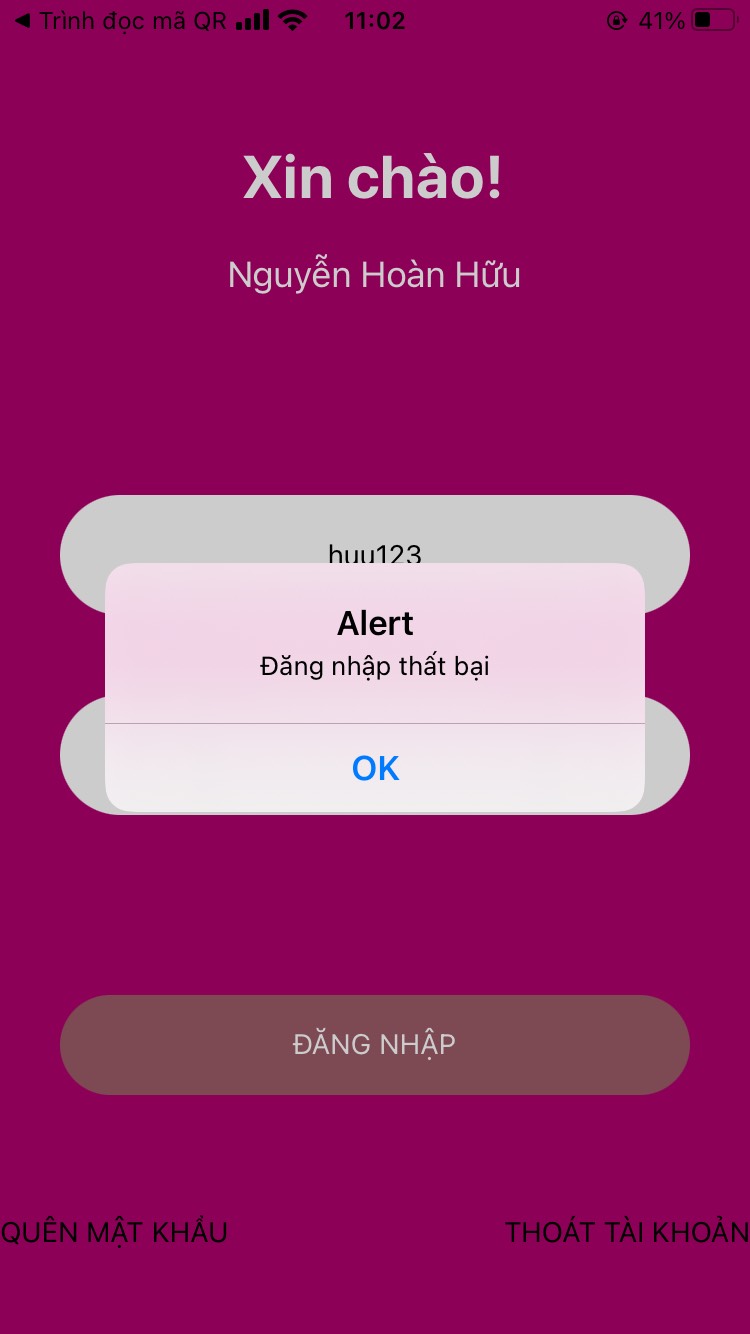 Trình đọc mã QR 11:02 41%
Xin chào!
Nguyễn Hoàn Hữu
huu123
Alert
Đăng nhập thất bại
OK
ĐĂNG NHẬP
QUÊN MẬT KHẨU THOÁT TÀI KHOẢN